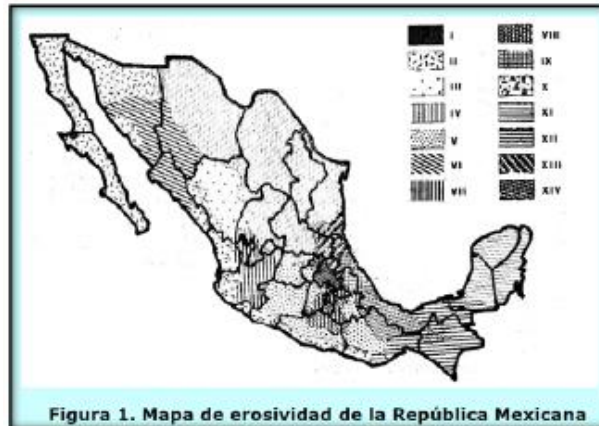 I
II
III
IV
V
VI
VII
VIII
IX
X
XI
XII
XIII
XIV
Figura 1. Mapa de erosividad de la República Mexicana